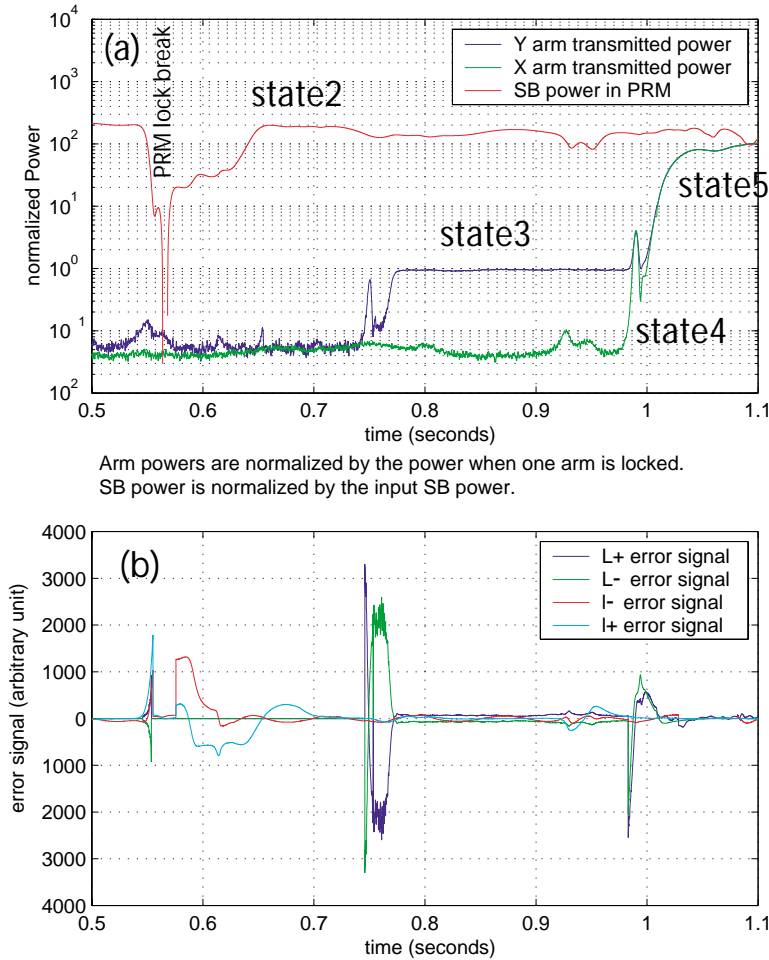 (a)
PRM lock break
state2
state3
state4
state5
Y arm transmitted power
X arm transmitted power
SB power in PRM
normalized Power
10^4
10^3
10^2
10^1
10^0
10^1
10^2
0.5 0.6 0.7 0.8 0.9 1 1.1
time (seconds)
Arm powers are normalized by the power when one arm is locked.
SB power is normalized by the input SB power.
(b)
L+ error signal
L- error signal
l- error signal
l+ error signal
error signal (arbitrary unit)
4000
3000
2000
1000
0
1000
2000
3000
4000
0.5 0.6 0.7 0.8 0.9 1 1.1
time (seconds)